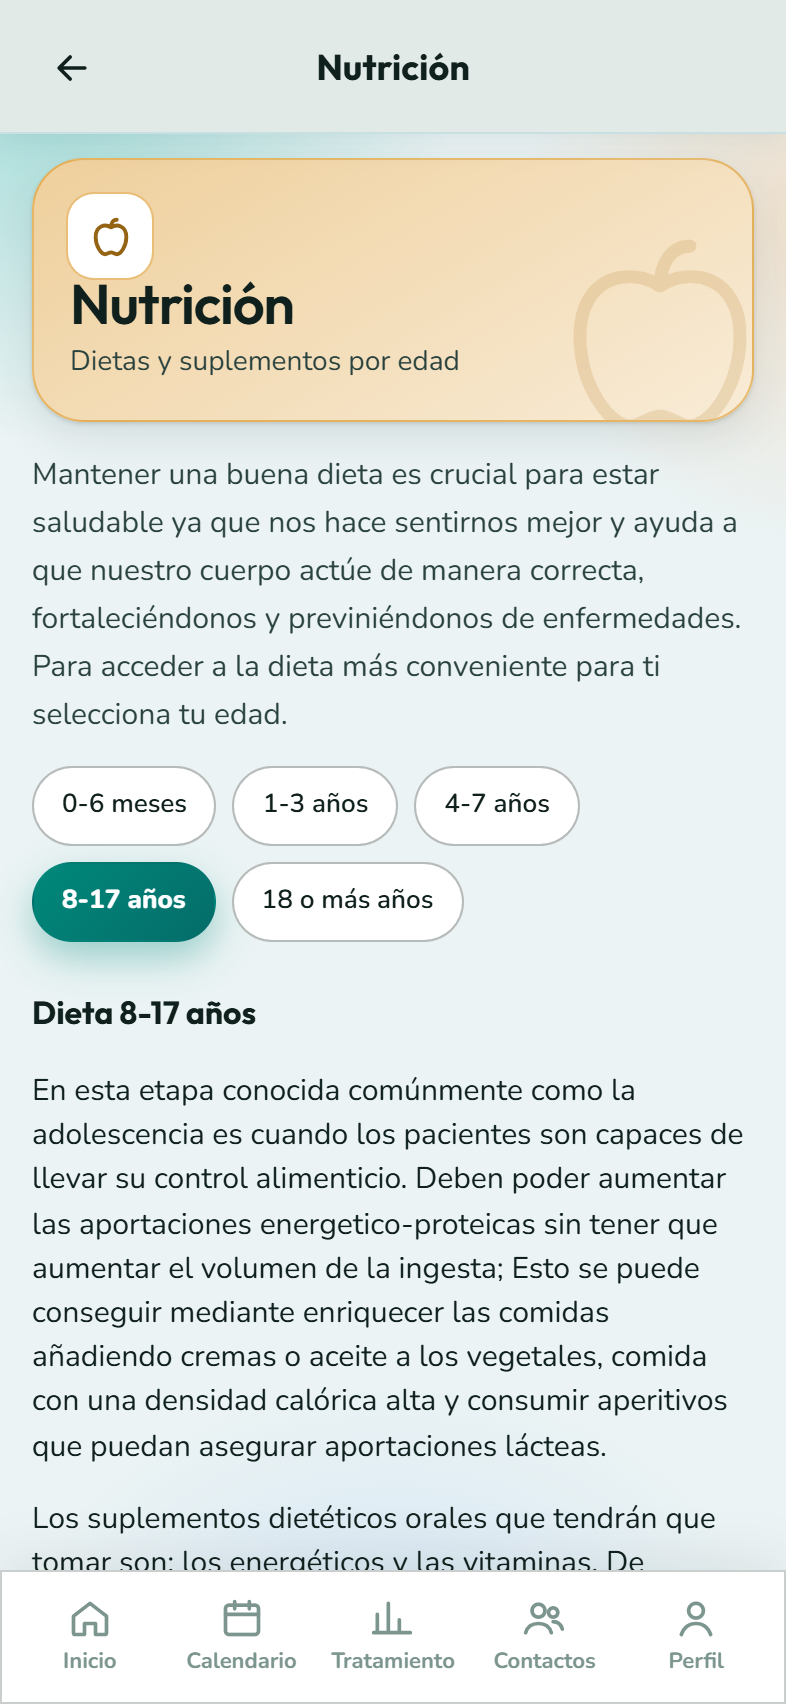 Nutrición
Nutrición
Dietas y suplementos por edad
Mantener una buena dieta es crucial para estar
saludable ya que nos hace sentirnos mejor y ayuda a
que nuestro cuerpo actúe de manera correcta,
fortaleciéndonos y previniéndonos de enfermedades.
Para acceder a la dieta más conveniente para ti
selecciona tu edad.
0-6 meses
1-3 años
4-7 años
8-17 años
18 o más años
Dieta 8-17 años
En esta etapa conocida comúnmente como la
adolescencia es cuando los pacientes son capaces de
llevar su control alimenticio. Deben poder aumentar
las aportaciones energetico-proteicas sin tener que
aumentar el volumen de la ingesta; Esto se puede
conseguir mediante enriquecer las comidas
añadiendo cremas o aceite a los vegetales, comida
con una densidad calórica alta y consumir aperitivos
que puedan asegurar aportaciones lácteas.
Los suplementos dietéticos orales que tendrán que
tomar son: los energéticos y las vitaminas. De
Inicio
Calendario
Tratamiento
Contactos
Perfil